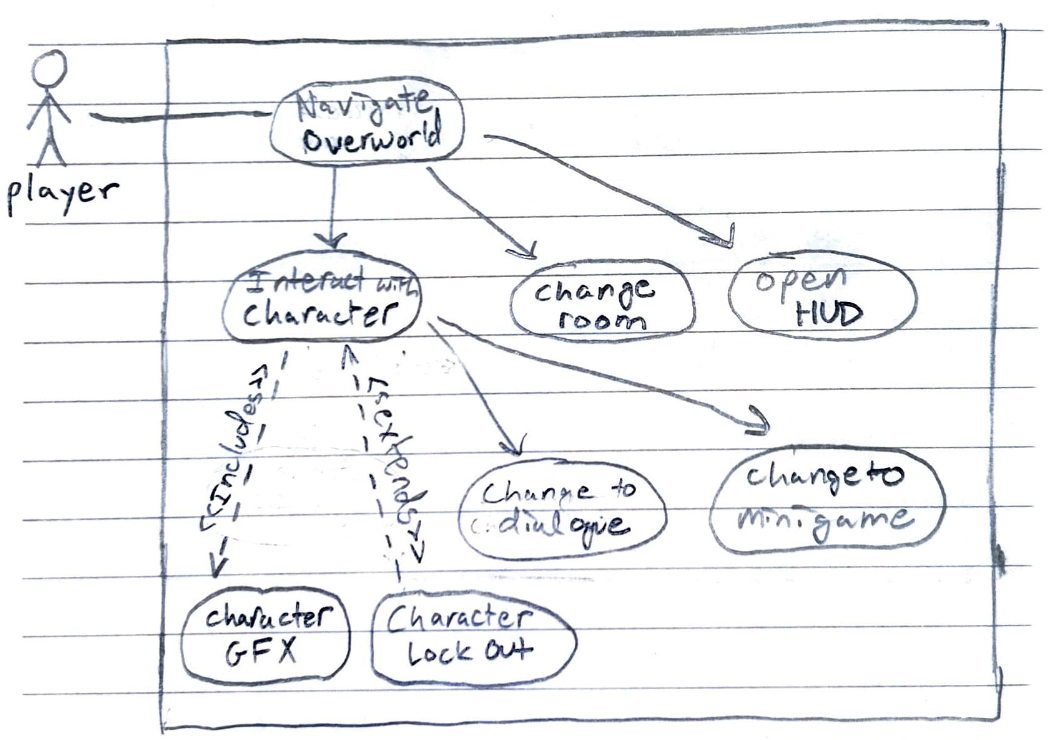 Navigate
Overworld
player
Interact with
Character
change
room
open
HUD
<<Includes>>
<<extends>>
Change to
dialogue
change to
minigame
character
GFX
Character
Lock Out